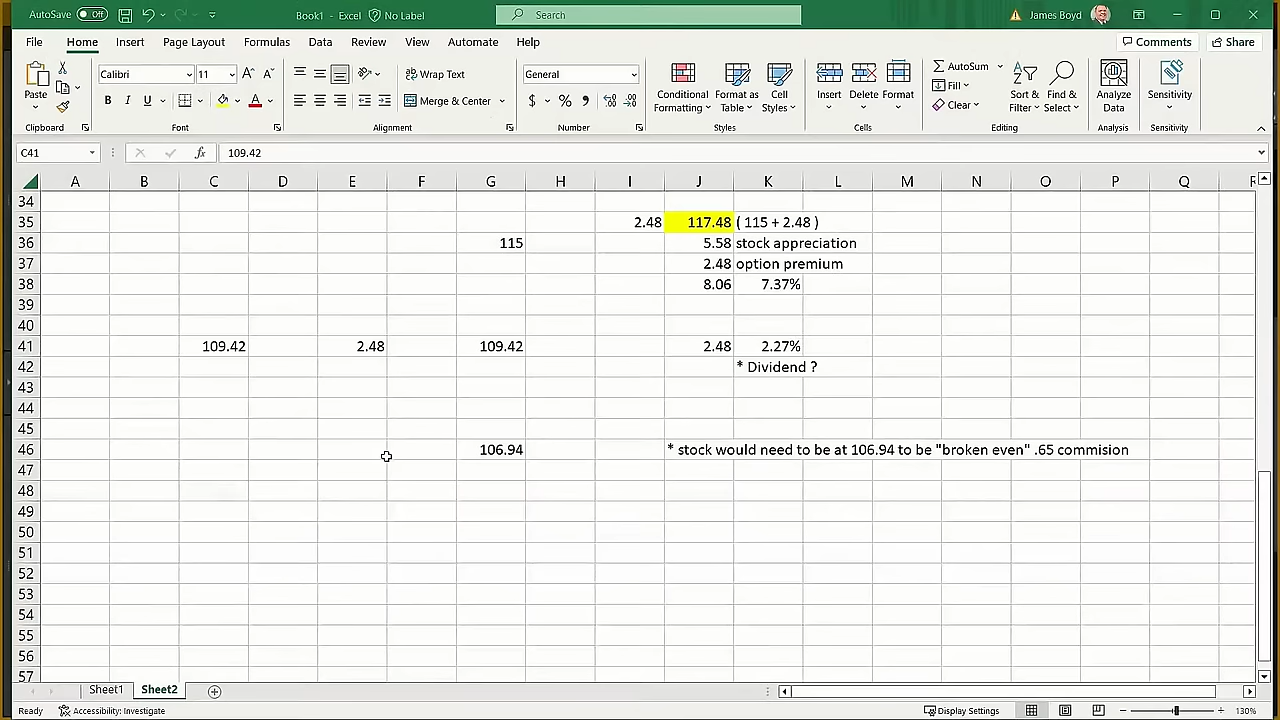 AutoSave Off Book1 - Excel No Label Search James Boyd
File Home Insert Page Layout Formulas Data Review View Automate Help Comments Share
Calibri 11 Wrap Text General AutoSum
Paste Conditional Formatting Format as Table Cell Styles Insert Delete Format Fill Sort & Filter Find & Select Analyze Data Sensitivity
B I U Merge & Center $ % Clear
Clipboard Font Alignment Number Styles Cells Editing Analysis Sensitivity
C41 fx 109.42
A B C D E F G H I J K L M N O P Q R
34
35 2.48 117.48 ( 115 + 2.48 )
36 115 5.58 stock appreciation
37 2.48 option premium
38 8.06 7.37%
39
40
41 109.42 2.48 109.42 2.48 2.27%
42 * Dividend ?
43
44
45
46 106.94 * stock would need to be at 106.94 to be "broken even" .65 commision
47
48
49
50
51
52
53
54
55
56
57
Sheet1 Sheet2
Ready Accessibility: Investigate Display Settings 130%